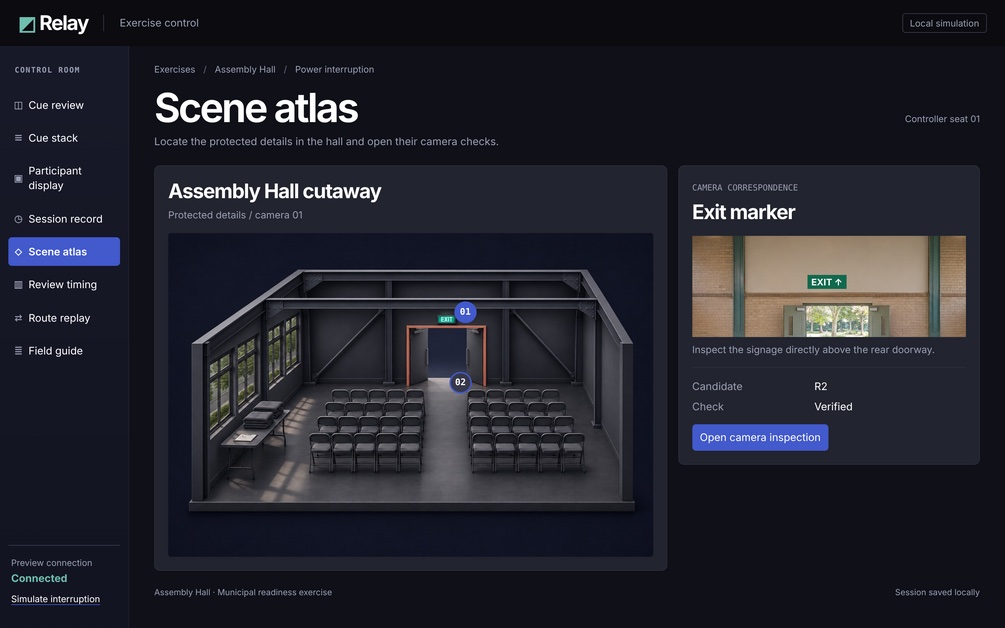 Relay
Exercise control
Local simulation
CONTROL ROOM
Cue review
Cue stack
Participant
display
Session record
Scene atlas
Review timing
Route replay
Field guide
Preview connection
Connected
Simulate interruption
Exercises / Assembly Hall / Power interruption
Scene atlas
Controller seat 01
Locate the protected details in the hall and open their camera checks.
Assembly Hall cutaway
Protected details / camera 01
EXIT
01
02
CAMERA CORRESPONDENCE
Exit marker
EXIT ↑
Inspect the signage directly above the rear doorway.
Candidate R2
Check Verified
Open camera inspection
Assembly Hall · Municipal readiness exercise
Session saved locally